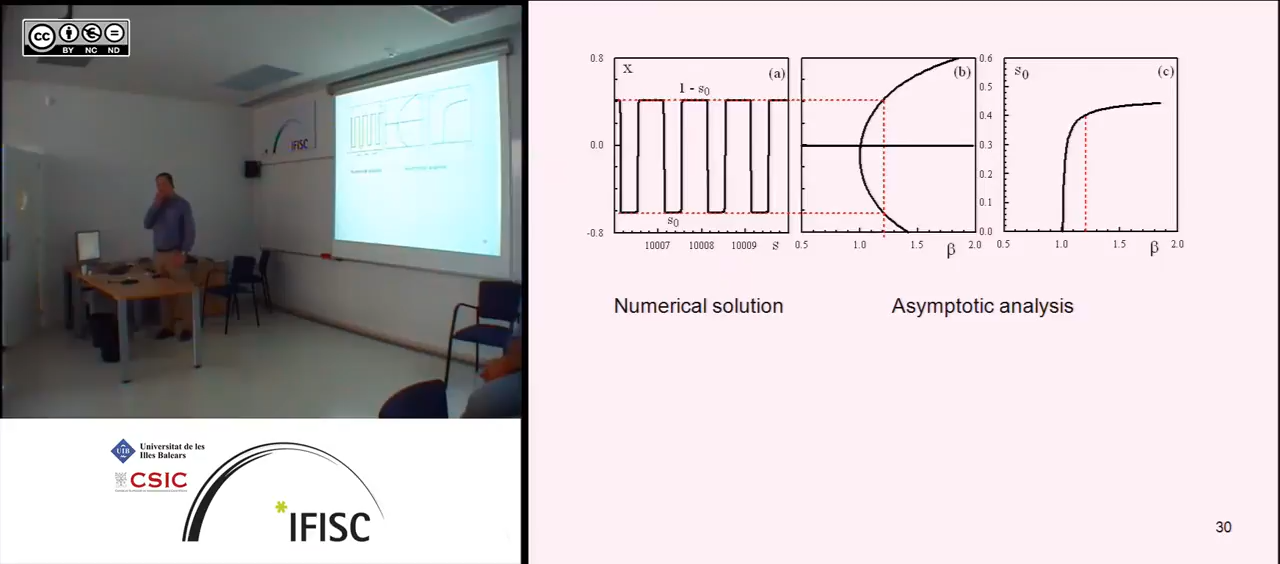 cc BY NC ND
IFISC
Universitat de les
Illes Balears
UIB
CSIC
*IFISC
0.8
0.0
-0.8
x
(a)
1 - s₀
s₀
10007 10008 10009 s
(b)
0.5 1.0 1.5 2.0
β
0.6
0.5
0.4
0.3
0.2
0.1
0.0
s₀
(c)
0.5 1.0 1.5 2.0
β
Numerical solution
Asymptotic analysis
30